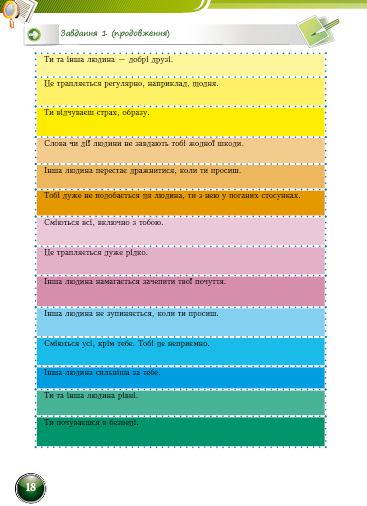 Завдання 1 (продовження)
Ти та інша людина — добрі друзі.
Це трапляється регулярно, наприклад, щодня.
Ти відчуваєш страх, образу.
Слова чи дії людини не завдають тобі жодної шкоди.
Інша людина перестає дражнитися, коли ти просиш.
Тобі дуже не подобається ця людина, ти з нею у поганих стосунках.
Сміються всі, включно з тобою.
Це трапляється дуже рідко.
Інша людина намагається зачепити твої почуття.
Інша людина не зупиняється, коли ти просиш.
Сміються усі, крім тебе. Тобі це неприємно.
Інша людина сильніша за тебе.
Ти та інша людина рівні.
Ти почуваєшся в безпеці.
18